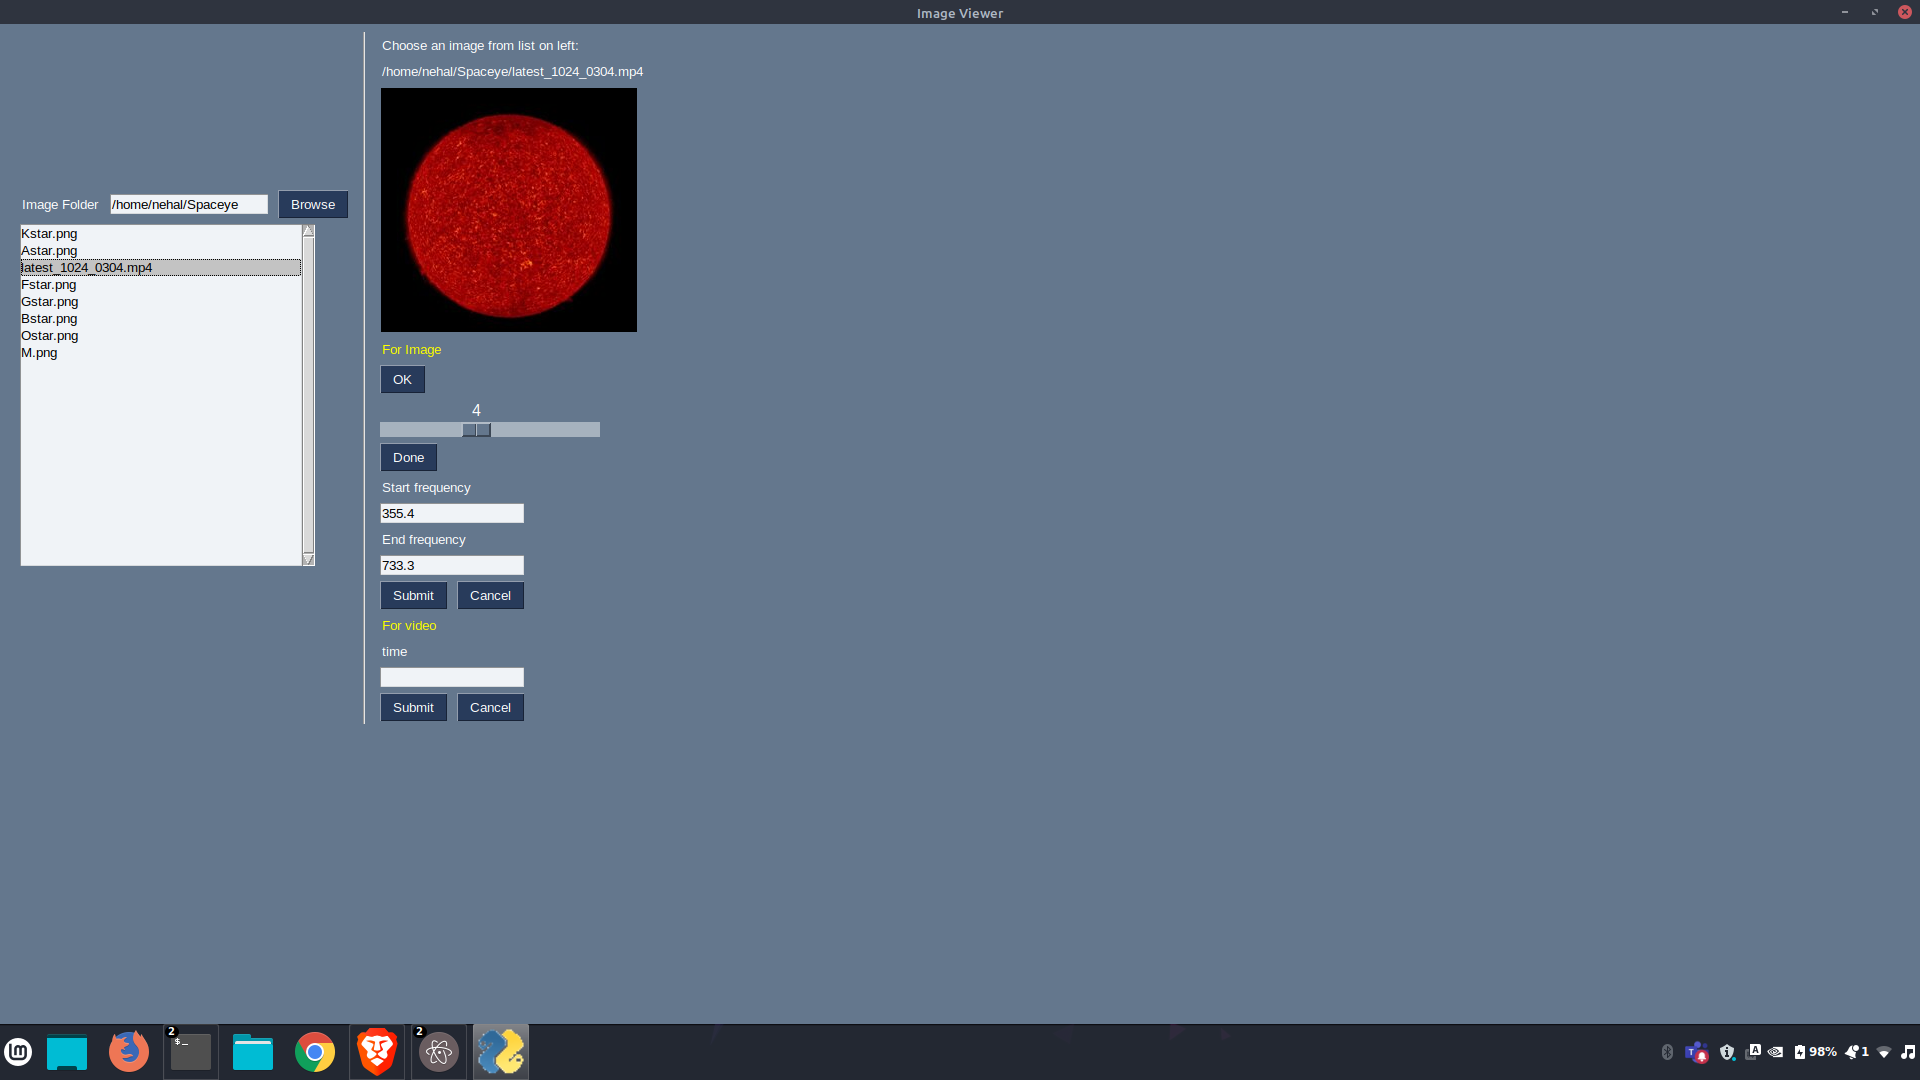 Image Viewer
Image Folder
/home/nehal/Spaceye
Browse
Kstar.png
Astar.png
latest_1024_0304.mp4
Fstar.png
Gstar.png
Bstar.png
Ostar.png
M.png
Choose an image from list on left:
/home/nehal/Spaceye/latest_1024_0304.mp4
For Image
OK
4
Done
Start frequency
355.4
End frequency
733.3
Submit
Cancel
For video
time
Submit
Cancel
2
$_
2
T
A
98%
1